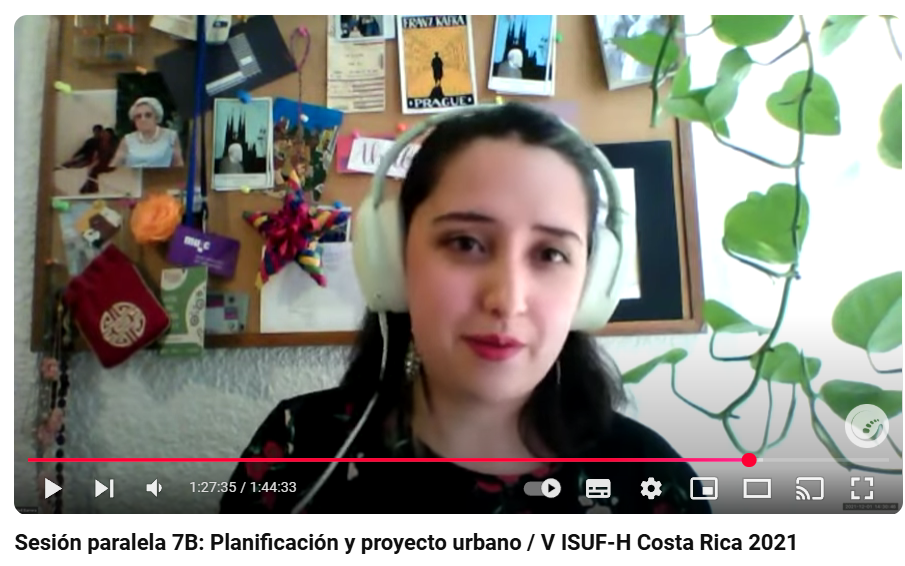 FRANZ KAFKA
PRAGUE
1:27:35 / 1:44:33
Sesión paralela 7B: Planificación y proyecto urbano / V ISUF-H Costa Rica 2021